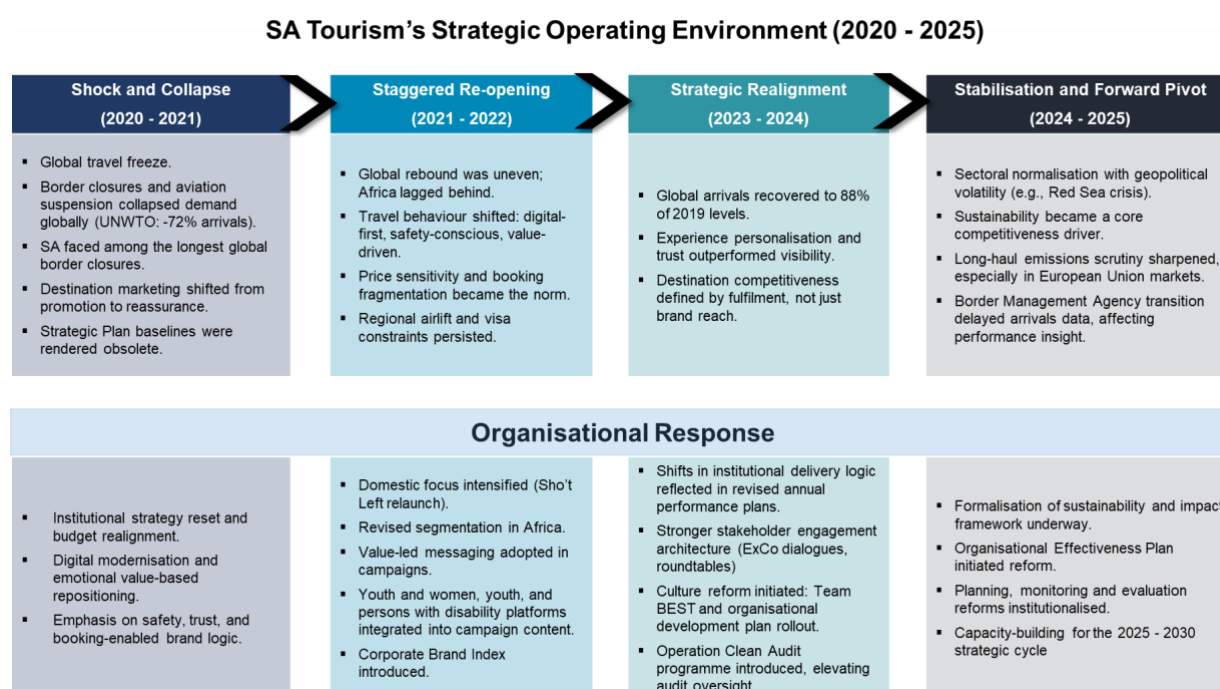 SA Tourism's Strategic Operating Environment (2020 - 2025)
Shock and Collapse
(2020 - 2021)
▪ Global travel freeze.
▪ Border closures and aviation
suspension collapsed demand
globally (UNWTO: -72% arrivals).
▪ SA faced among the longest global
border closures.
▪ Destination marketing shifted from
promotion to reassurance.
▪ Strategic Plan baselines were
rendered obsolete.
Staggered Re-opening
(2021 - 2022)
▪ Global rebound was uneven;
Africa lagged behind.
▪ Travel behaviour shifted: digital-
first, safety-conscious, value-
driven.
▪ Price sensitivity and booking
fragmentation became the norm.
▪ Regional airlift and visa
constraints persisted.
Strategic Realignment
(2023 - 2024)
▪ Global arrivals recovered to 88%
of 2019 levels.
▪ Experience personalisation and
trust outperformed visibility.
▪ Destination competitiveness
defined by fulfilment, not just
brand reach.
Stabilisation and Forward Pivot
(2024 - 2025)
▪ Sectoral normalisation with geopolitical
volatility (e.g., Red Sea crisis).
▪ Sustainability became a core
competitiveness driver.
▪ Long-haul emissions scrutiny sharpened,
especially in European Union markets.
▪ Border Management Agency transition
delayed arrivals data, affecting
performance insight.
Organisational Response
▪ Institutional strategy reset and
budget realignment.
▪ Digital modernisation and
emotional value-based
repositioning.
▪ Emphasis on safety, trust, and
booking-enabled brand logic.
▪ Domestic focus intensified (Sho't
Left relaunch).
▪ Revised segmentation in Africa.
▪ Value-led messaging adopted in
campaigns.
▪ Youth and women, youth, and
persons with disability platforms
integrated into campaign content.
▪ Corporate Brand Index
introduced.
▪ Shifts in institutional delivery logic
reflected in revised annual
performance plans.
▪ Stronger stakeholder engagement
architecture (ExCo dialogues,
roundtables)
▪ Culture reform initiated: Team
BEST and organisational
development plan rollout.
▪ Operation Clean Audit
programme introduced, elevating
audit oversight.
▪ Formalisation of sustainability and impact
framework underway.
▪ Organisational Effectiveness Plan
initiated reform.
▪ Planning, monitoring and evaluation
reforms institutionalised.
▪ Capacity-building for the 2025 - 2030
strategic cycle